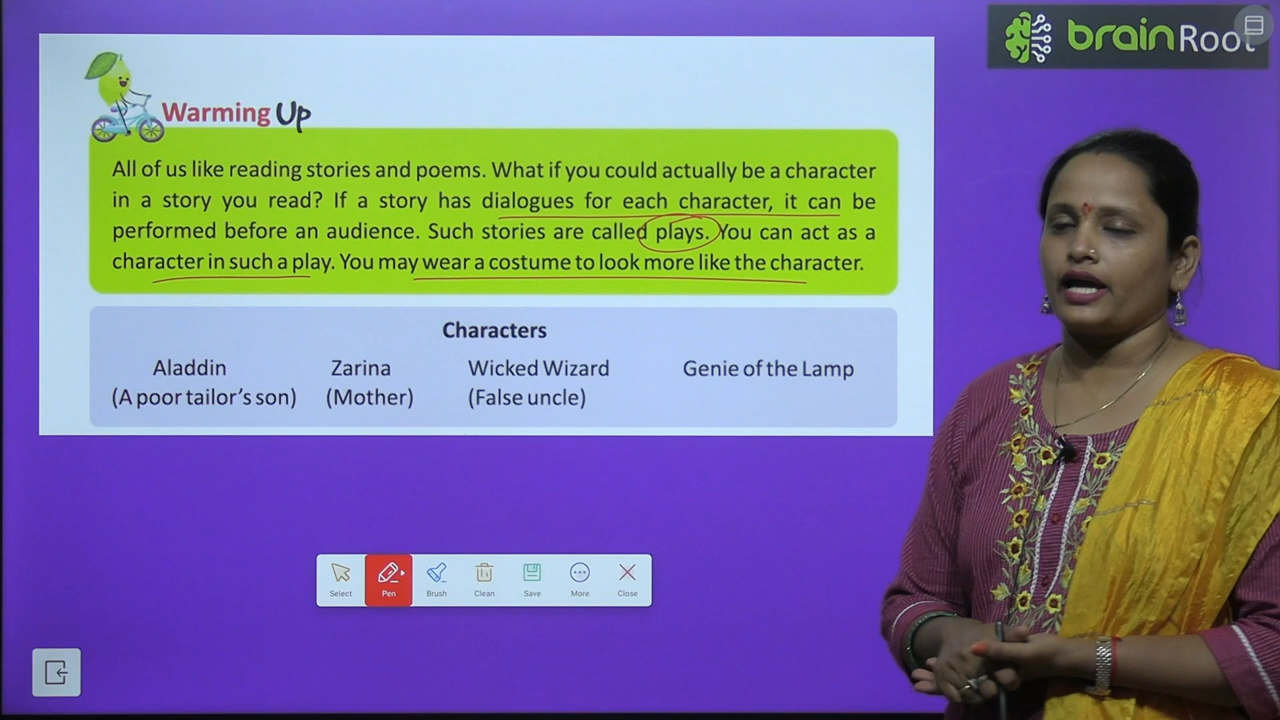 brainRoot
Warming Up
All of us like reading stories and poems. What if you could actually be a character
in a story you read? If a story has dialogues for each character, it can be
performed before an audience. Such stories are called plays. You can act as a
character in such a play. You may wear a costume to look more like the character.
Characters
Aladdin Zarina Wicked Wizard Genie of the Lamp
(A poor tailor's son) (Mother) (False uncle)
Select Pen Brush Clean Save More Close